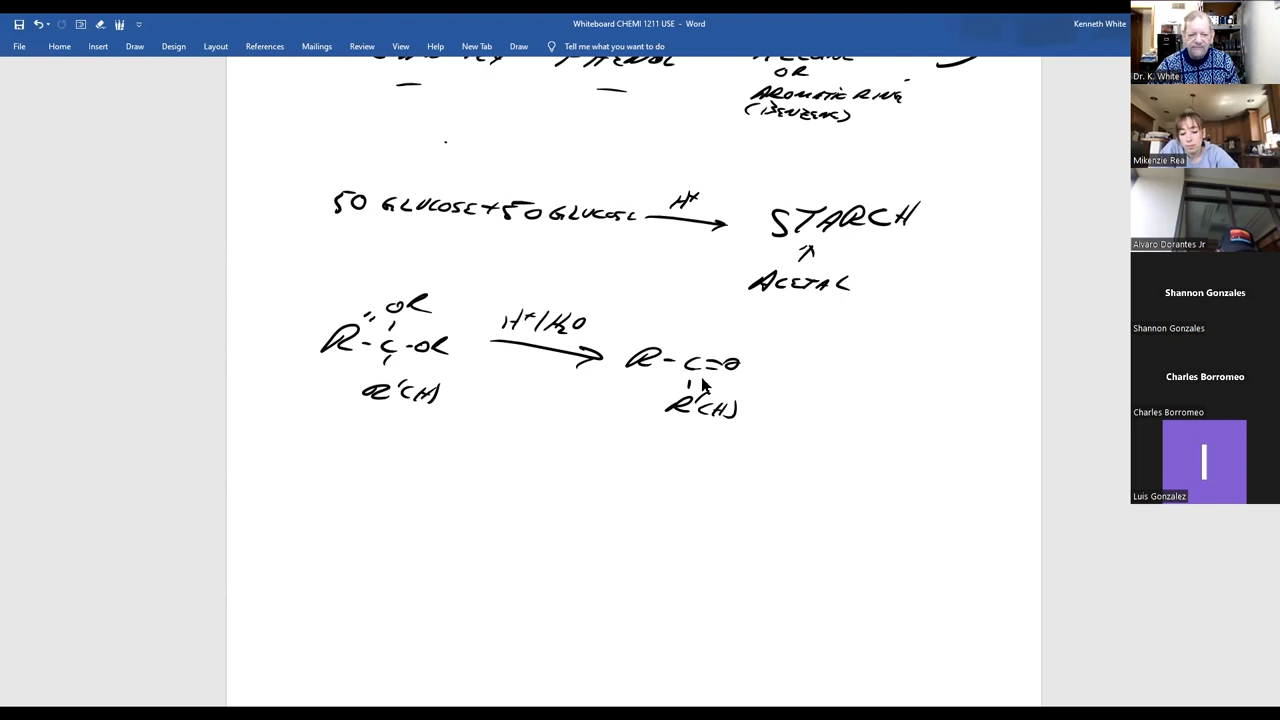 Whiteboard CHEMI 1211 USE - Word
Kenneth White
File Home Insert Draw Design Layout References Mailings Review View Help New Tab Draw Tell me what you want to do
PHENOL
OR
AROMATIC RING
(BENZENE)
50 GLUCOSE + 50 GLUCOSE H+ STARCH
ACETAL
OR
R-C-OR H+/H2O R-C=O
R'(H) R'(H)
Dr. K. White
Mikenzie Rea
Alvaro Dorantes Jr
Shannon Gonzales
Shannon Gonzales
Charles Borromeo
Charles Borromeo
I
Luis Gonzalez